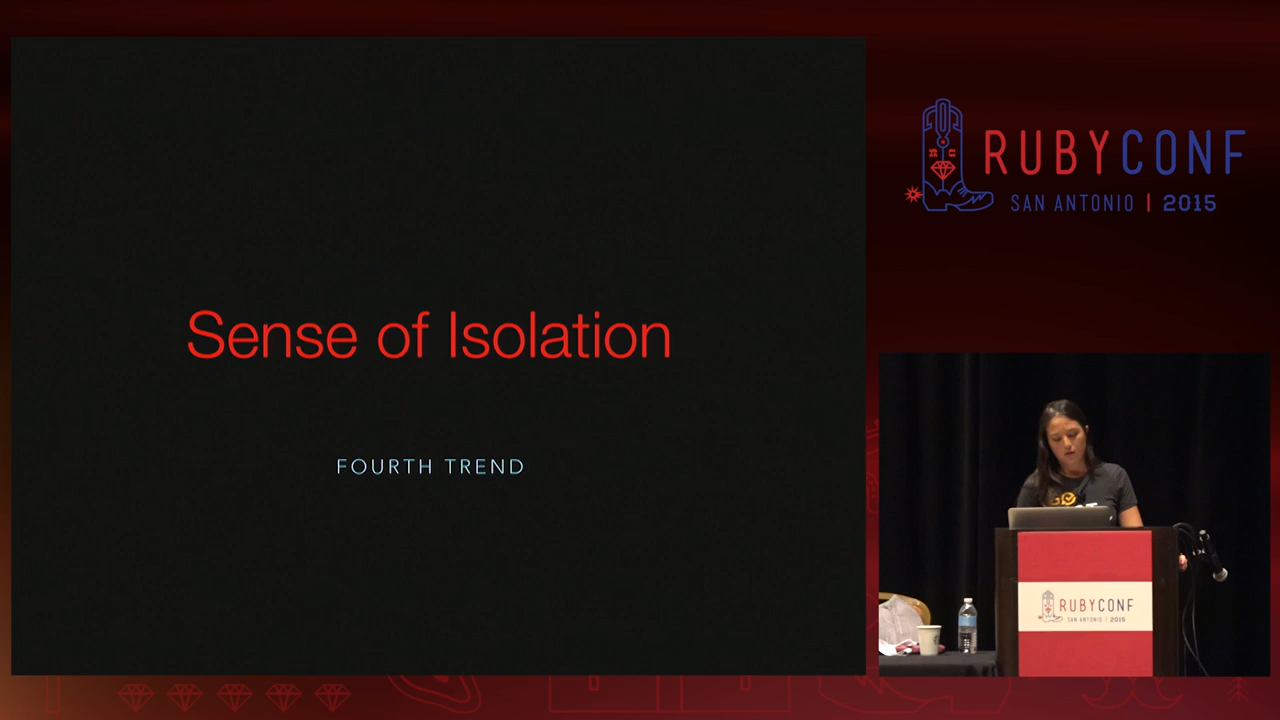 Sense of Isolation
FOURTH TREND
RUBYCONF
SAN ANTONIO | 2015
RUBYCONF
SAN ANTONIO | 2015